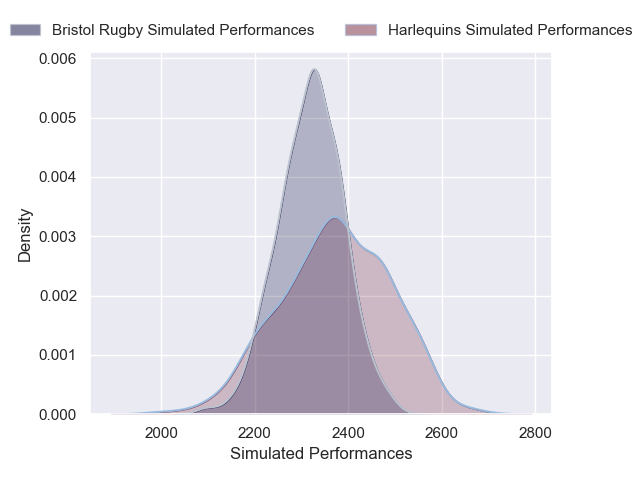 Bristol Rugby Simulated Performances Harlequins Simulated Performances
0.006
0.005
0.004
0.003
0.002
0.001
0.000
Density
2000 2200 2400 2600 2800
Simulated Performances